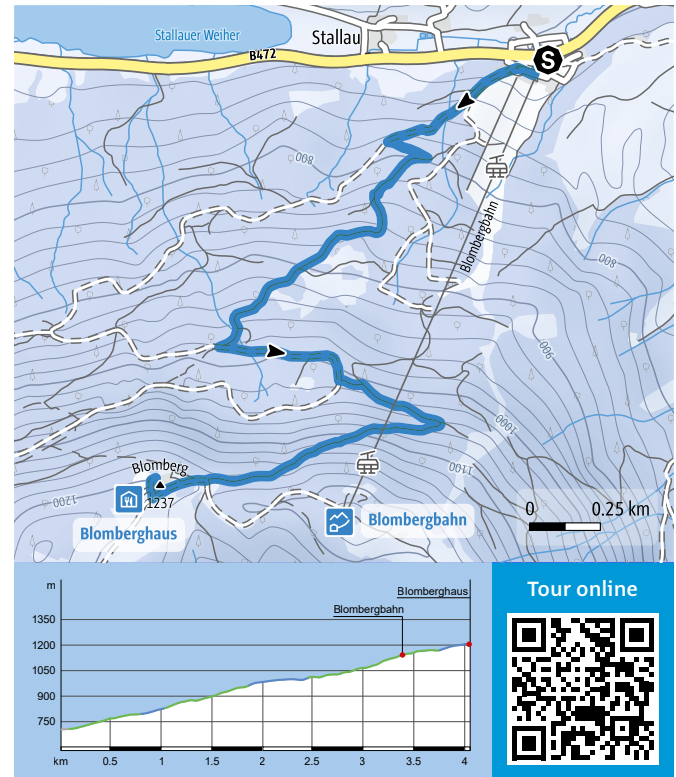 Stallauer Weiher
Stallau
B472
S
800
Blombergbahn
800
900
1000
1100
Blomberg
1237
1200
Blomberghaus
Blombergbahn
0 0.25 km
m
Blomberghaus
Blombergbahn
1350
1200
1050
900
750
km 0.5 1 1.5 2 2.5 3 3.5 4
Tour online